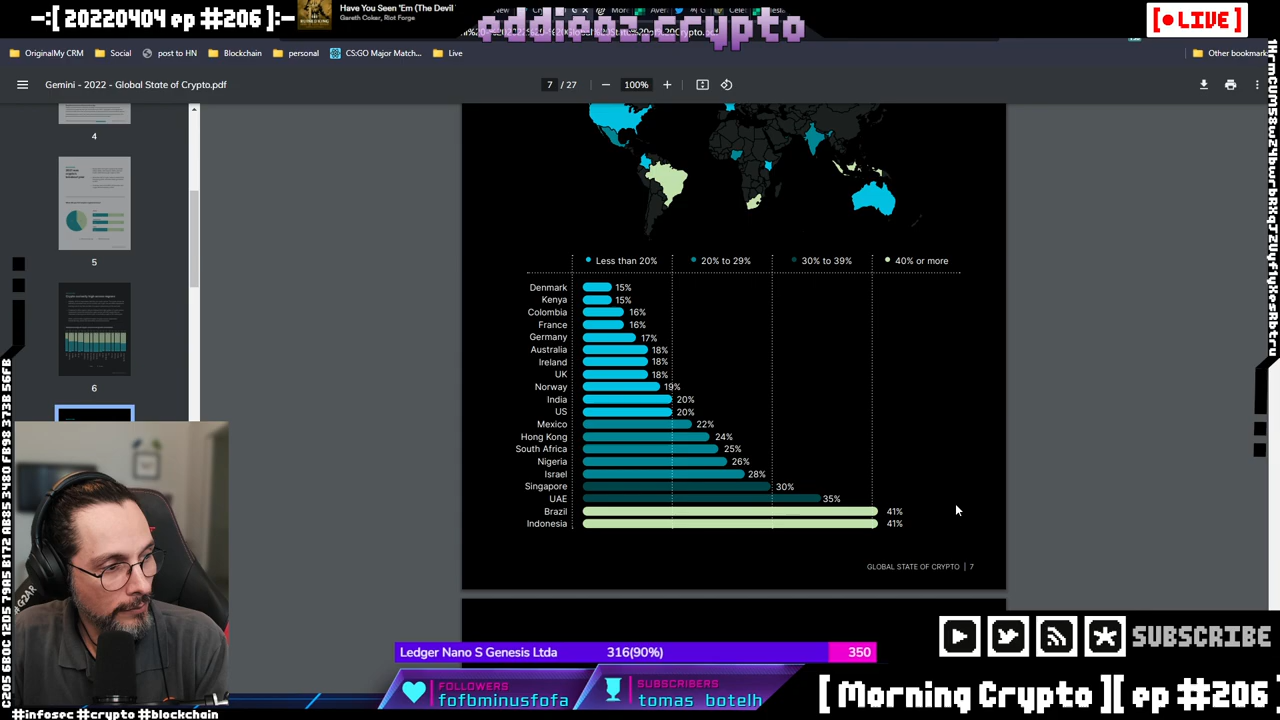 -:[ 20220404 ep #206 ]:-
Have You Seen 'Em (The Devil
Gareth Coker, Riot Forge
eddieoz.crypto
[ • LIVE ]
OriginalMy CRM
Social
post to HN
Blockchain
personal
CS:GO Major Match...
Live
Other bookmark
Gemini - 2022 - Global State of Crypto.pdf
7 / 27
100%
4
5
6
Less than 20%
20% to 29%
30% to 39%
40% or more
Denmark 15%
Kenya 15%
Colombia 16%
France 16%
Germany 17%
Australia 18%
Ireland 18%
UK 18%
Norway 19%
India 20%
US 20%
Mexico 22%
Hong Kong 24%
South Africa 25%
Nigeria 26%
Israel 28%
Singapore 30%
UAE 35%
Brazil 41%
Indonesia 41%
GLOBAL STATE OF CRYPTO | 7
SUBSCRIBE
Ledger Nano S Genesis Ltda 316(90%) 350
FOLLOWERS
fofbminusfofa
SUBSCRIBERS
tomas botelh
[ Morning Crypto ][ ep #206
#infosec #crypto #blockchain